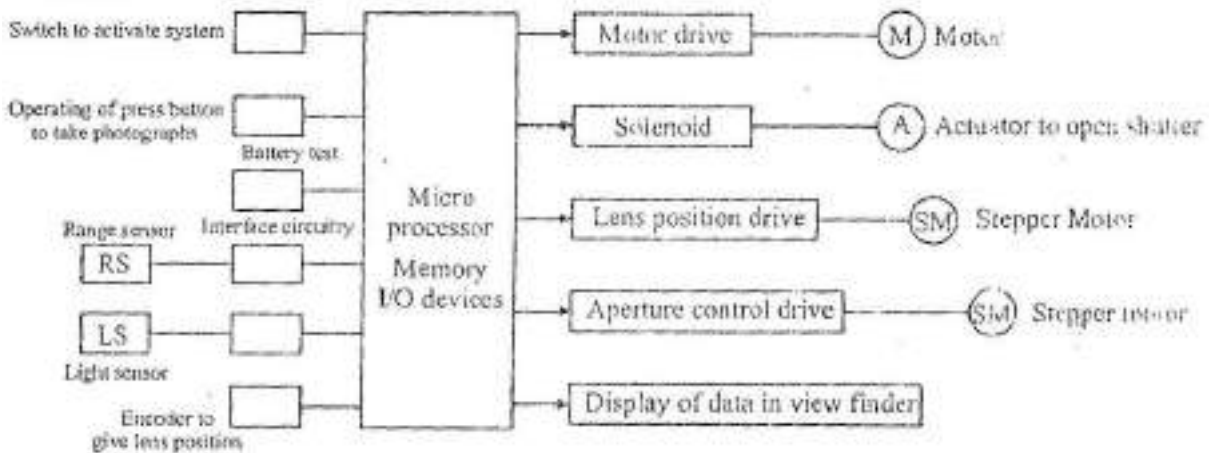 Switch to activate system
Operating of press button
to take photographs
Battery test
Interface circuitry
Range sensor
RS
LS
Light sensor
Encoder to
give lens position
Micro
processor
Memory
I/O devices
Motor drive
M
Solenoid
A
Actuator to open shutter
Lens position drive
SM
Stepper Motor
Aperture control drive
SM
Stepper motor
Display of data in view finder